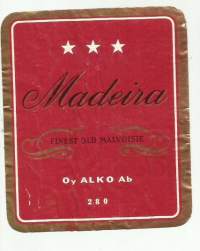 Madeira
FINEST OLD MALVOISIE
Oy ALKO Ab
280